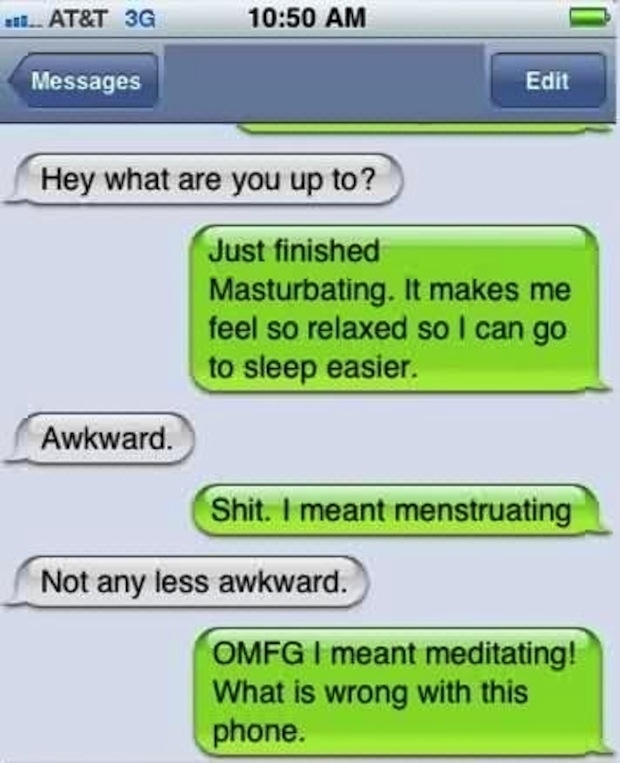 AT&T 3G 10:50 AM
Messages Edit
Hey what are you up to?
Just finished
Masturbating. It makes me
feel so relaxed so I can go
to sleep easier.
Awkward.
Shit. I meant menstruating
Not any less awkward.
OMFG I meant meditating!
What is wrong with this
phone.